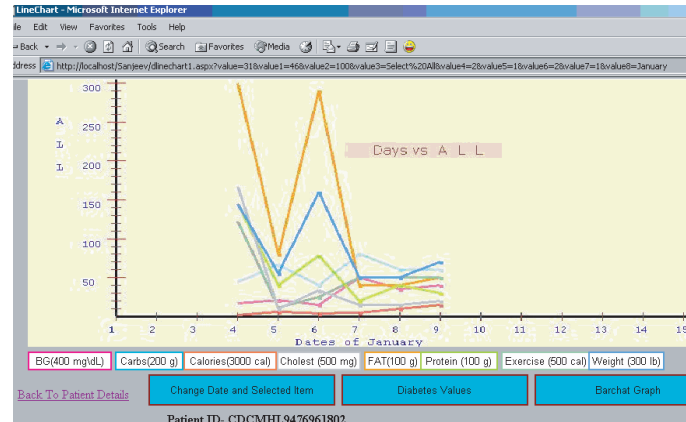 LineChart - Microsoft Internet Explorer
le Edit View Favorites Tools Help
Back Search Favorites Media
ddress http://localhost/Sanjeev/dlinechart1.aspx?value=31&value1=46&value2=100&value3=Select%20All&value4=2&value5=1&value6=2&value7=1&value8=January
300
A 250
L
L 200
Days vs A L L
150
100
50
1 2 3 4 5 6 7 8 9 10 11 12 13 14 15
Dates of January
BG(400 mg\dL) Carbs(200 g) Calories(3000 cal) Cholest (500 mg) FAT(100 g) Protein (100 g) Exercise (500 cal) Weight (300 lb)
Back To Patient Details Change Date and Selected Item Diabetes Values Barchat Graph
Patient ID- CDCMHL9476961802